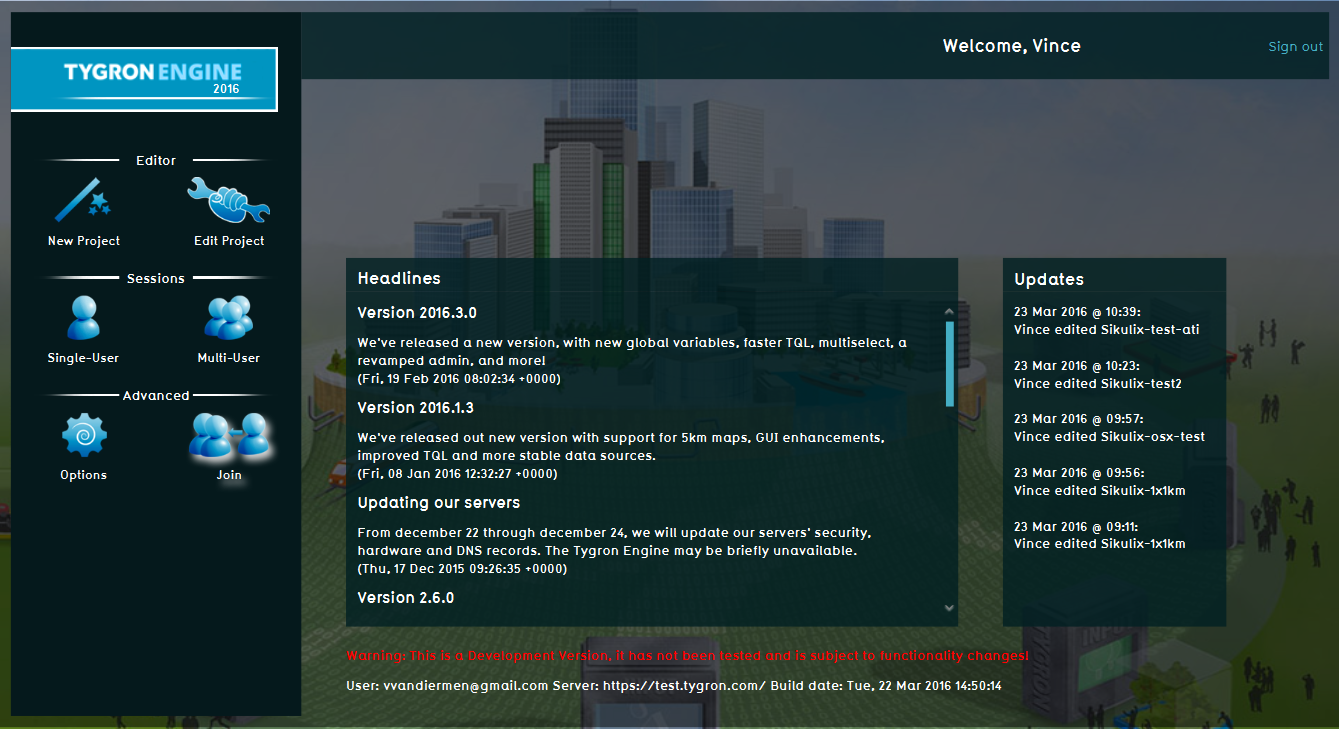 TYGRON ENGINE
2016
Welcome, Vince
Sign out
Editor
New Project
Edit Project
Sessions
Single-User
Multi-User
Advanced
Options
Join
Headlines
Version 2016.3.0
We've released a new version, with new global variables, faster TQL, multiselect, a
revamped admin, and more!
(Fri, 19 Feb 2016 08:02:34 +0000)
Version 2016.1.3
We've released out new version with support for 5km maps, GUI enhancements,
improved TQL and more stable data sources.
(Fri, 08 Jan 2016 12:32:27 +0000)
Updating our servers
From december 22 through december 24, we will update our servers' security,
hardware and DNS records. The Tygron Engine may be briefly unavailable.
(Thu, 17 Dec 2015 09:26:35 +0000)
Version 2.6.0
Updates
23 Mar 2016 @ 10:39:
Vince edited Sikulix-test-ati
23 Mar 2016 @ 10:23:
Vince edited Sikulix-test2
23 Mar 2016 @ 09:57:
Vince edited Sikulix-osx-test
23 Mar 2016 @ 09:56:
Vince edited Sikulix-1x1km
23 Mar 2016 @ 09:11:
Vince edited Sikulix-1x1km
Warning: This is a Development Version, it has not been tested and is subject to functionality changes!
User: vvandiermen@gmail.com Server: https://test.tygron.com/ Build date: Tue, 22 Mar 2016 14:50:14
TYGRON
INPUT